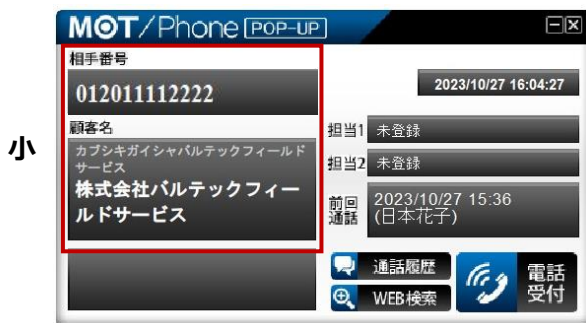 MOT/Phone POP-UP
相手番号
012011112222
2023/10/27 16:04:27
小
顧客名
カブシキガイシャバルテックフィールド
サービス
株式会社バルテックフィー
ルドサービス
担当1 未登録
担当2 未登録
前回
通話
2023/10/27 15:36
(日本花子)
通話履歴
WEB検索
電話
受付